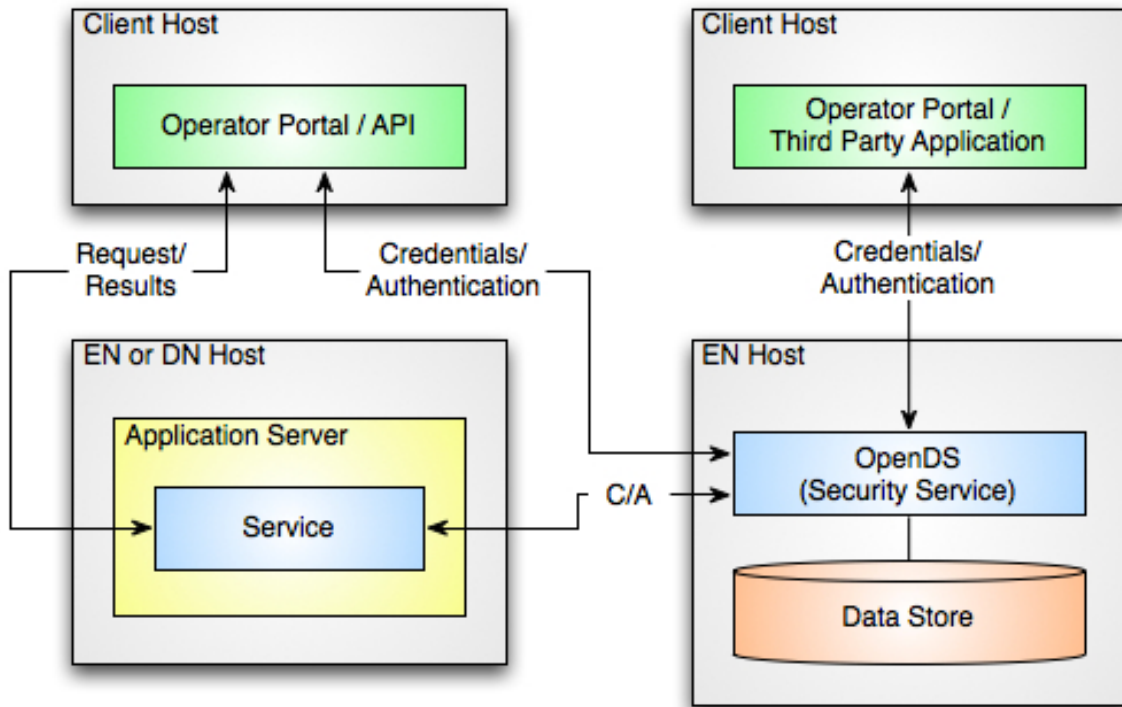 Client Host
Operator Portal / API
Client Host
Operator Portal /
Third Party Application
Request/
Results
Credentials/
Authentication
Credentials/
Authentication
EN or DN Host
Application Server
Service
C/A
EN Host
OpenDS
(Security Service)
Data Store